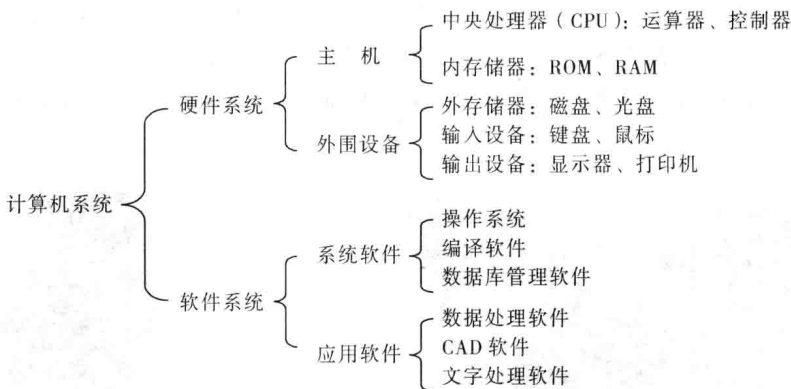 中央处理器（CPU）：运算器、控制器
主 机
内存储器：ROM、RAM
硬件系统
外存储器：磁盘、光盘
外围设备
输入设备：键盘、鼠标
输出设备：显示器、打印机
计算机系统
操作系统
系统软件
编译软件
数据库管理软件
软件系统
数据处理软件
应用软件
CAD 软件
文字处理软件